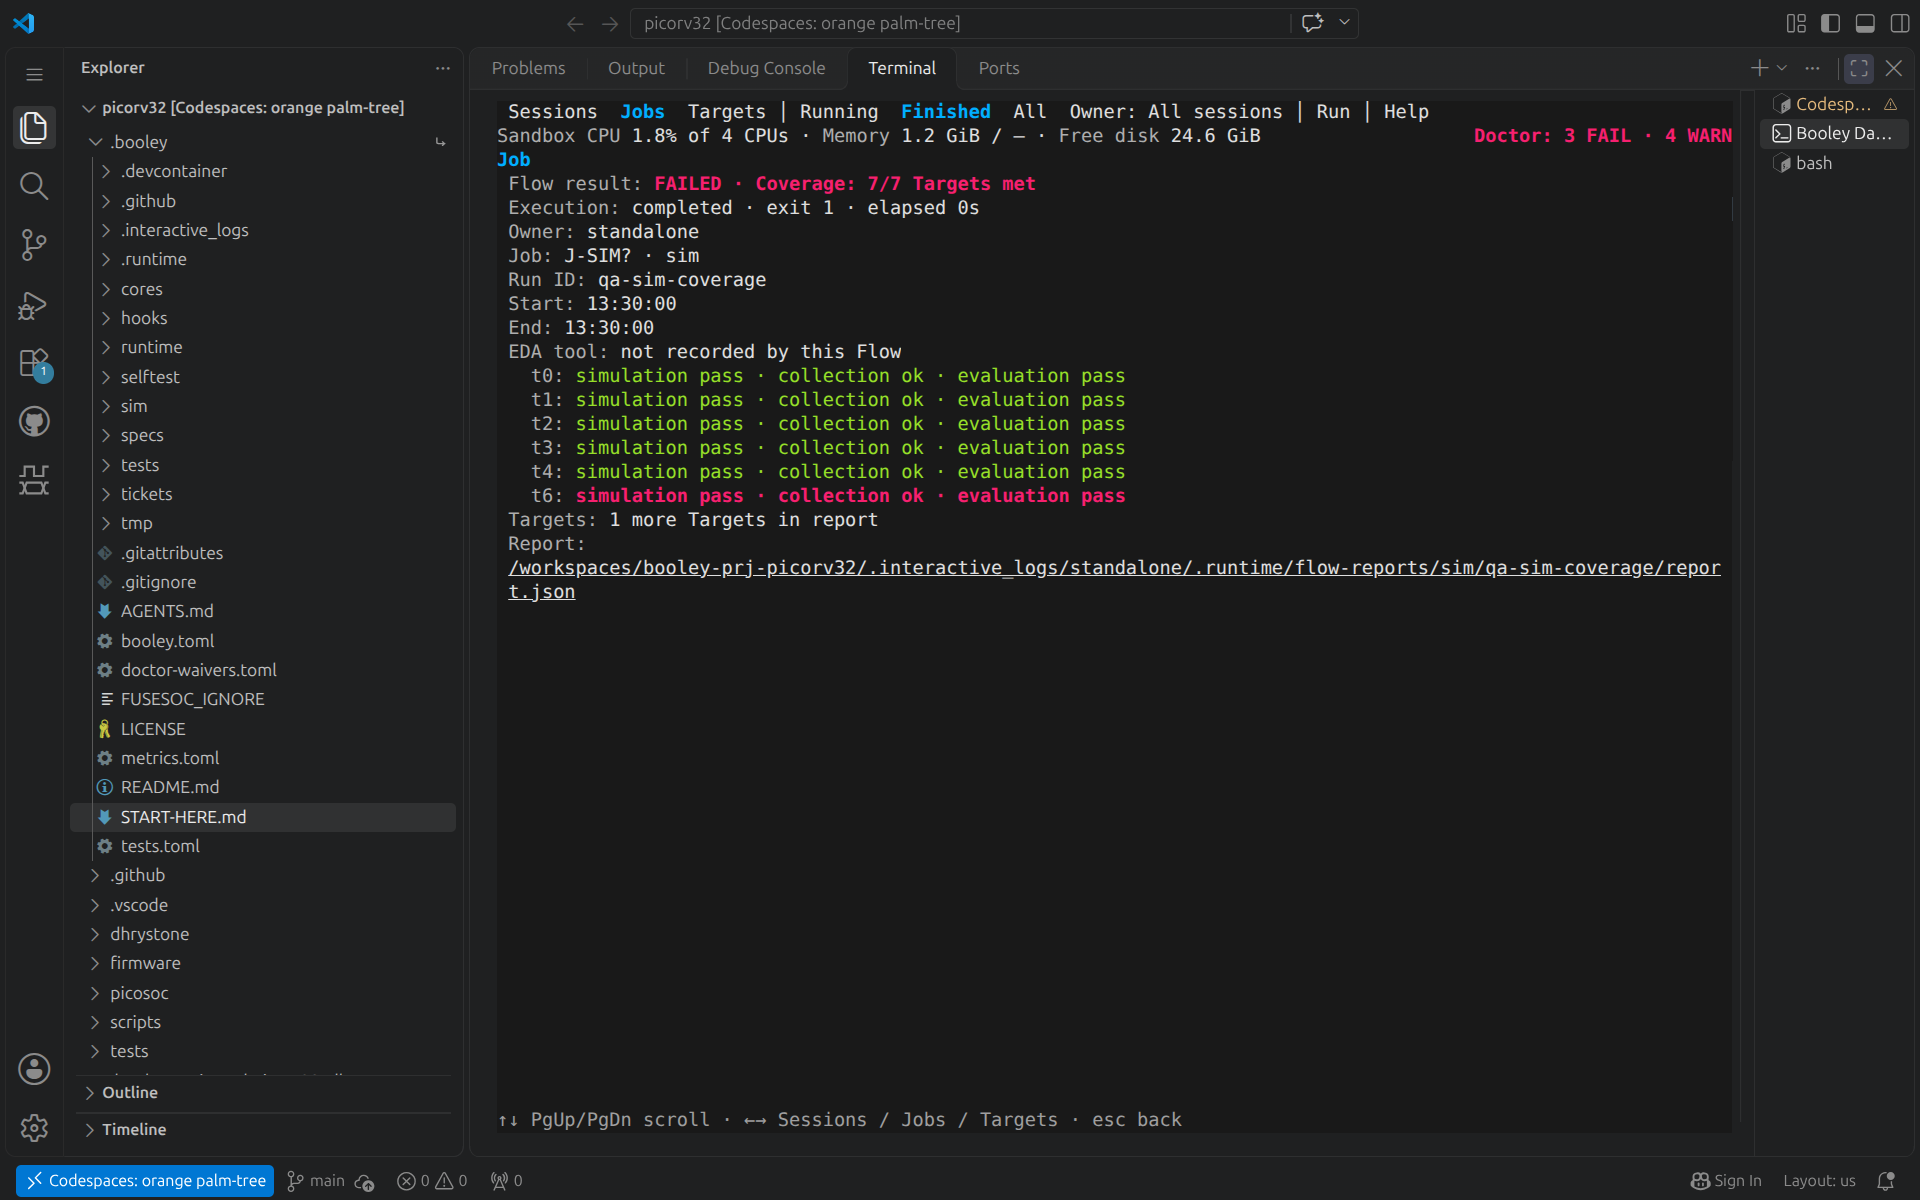 picorv32 [Codespaces: orange palm-tree]
Explorer
picorv32 [Codespaces: orange palm-tree]
.booley
.devcontainer
.github
.interactive_logs
.runtime
cores
hooks
runtime
selftest
sim
specs
tests
tickets
tmp
.gitattributes
.gitignore
AGENTS.md
booley.toml
doctor-waivers.toml
FUSESOC_IGNORE
LICENSE
metrics.toml
README.md
START-HERE.md
tests.toml
.github
.vscode
dhrystone
firmware
picosoc
scripts
tests
Outline
Timeline
1
Problems Output Debug Console Terminal Ports
Sessions Jobs Targets | Running Finished All Owner: All sessions | Run | Help
Sandbox CPU 1.8% of 4 CPUs · Memory 1.2 GiB / – · Free disk 24.6 GiB Doctor: 3 FAIL · 4 WARN
Job
Flow result: FAILED · Coverage: 7/7 Targets met
Execution: completed · exit 1 · elapsed 0s
Owner: standalone
Job: J-SIM? · sim
Run ID: qa-sim-coverage
Start: 13:30:00
End: 13:30:00
EDA tool: not recorded by this Flow
t0: simulation pass · collection ok · evaluation pass
t1: simulation pass · collection ok · evaluation pass
t2: simulation pass · collection ok · evaluation pass
t3: simulation pass · collection ok · evaluation pass
t4: simulation pass · collection ok · evaluation pass
t6: simulation pass · collection ok · evaluation pass
Targets: 1 more Targets in report
Report:
/workspaces/booley-prj-picorv32/.interactive_logs/standalone/.runtime/flow-reports/sim/qa-sim-coverage/repor
t.json
↑↓ PgUp/PgDn scroll · ←→ Sessions / Jobs / Targets · esc back
Codesp...
Booley Da...
bash
Codespaces: orange palm-tree main 0 0 0 Sign In Layout: us